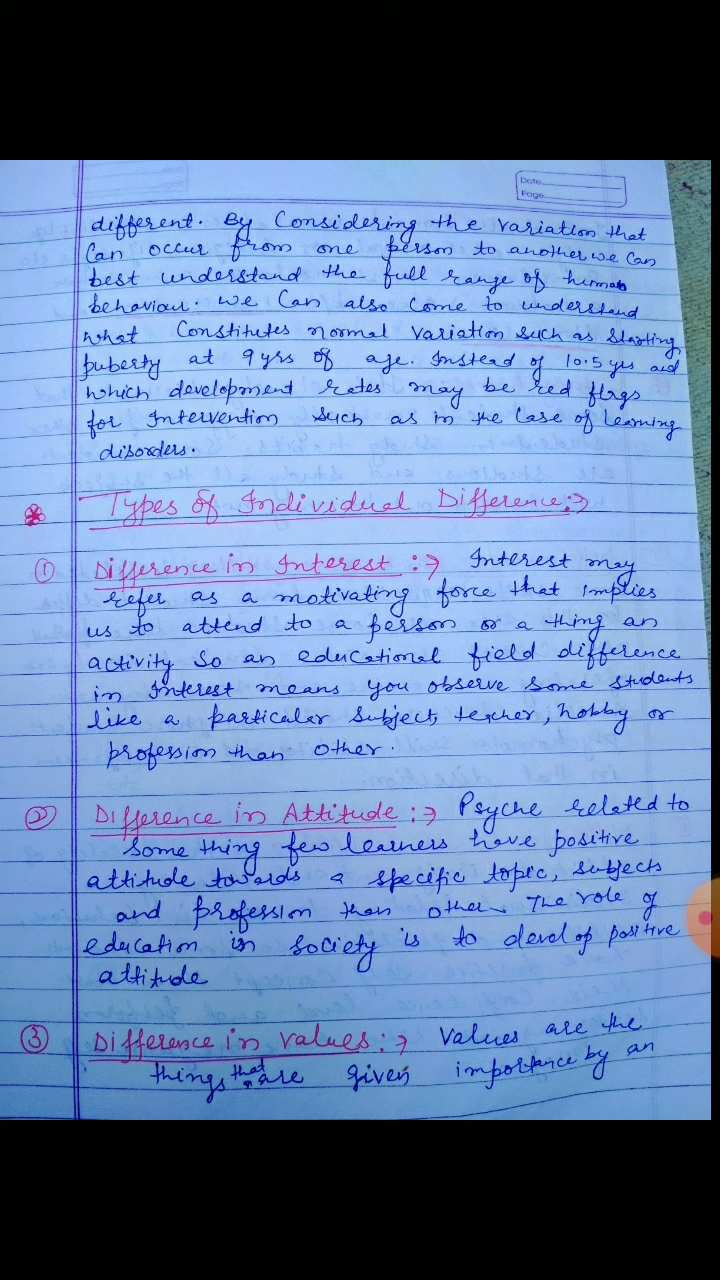 Date
Page
different. By Considering the variation that
Can occur from one person to another we can
best understand the full range of human
behaviour. we Can also Come to understand
what Constitutes normal variation such as starting
puberty at 9 yrs of age. Instead of 10.5 yrs and
which development rates may be red flags
for Intervention such as in the Case of learning
disorders.
Types of Individual Difference :→
① Difference in Interest :→ Interest may
refer as a motivating force that implies
us to attend to a person or a thing an
activity So an educational field difference
in Interest means you observe some students
like a particular subject, teacher, hobby or
profession than other.
② Difference in Attitude :→ Psyche related to
Some thing few learners have positive
attitude towards a specific topic, subjects
and profession than other. The role of
education in society is to develop positive
attitude
③ Difference in values :→ Values are the
things that are given importance by an